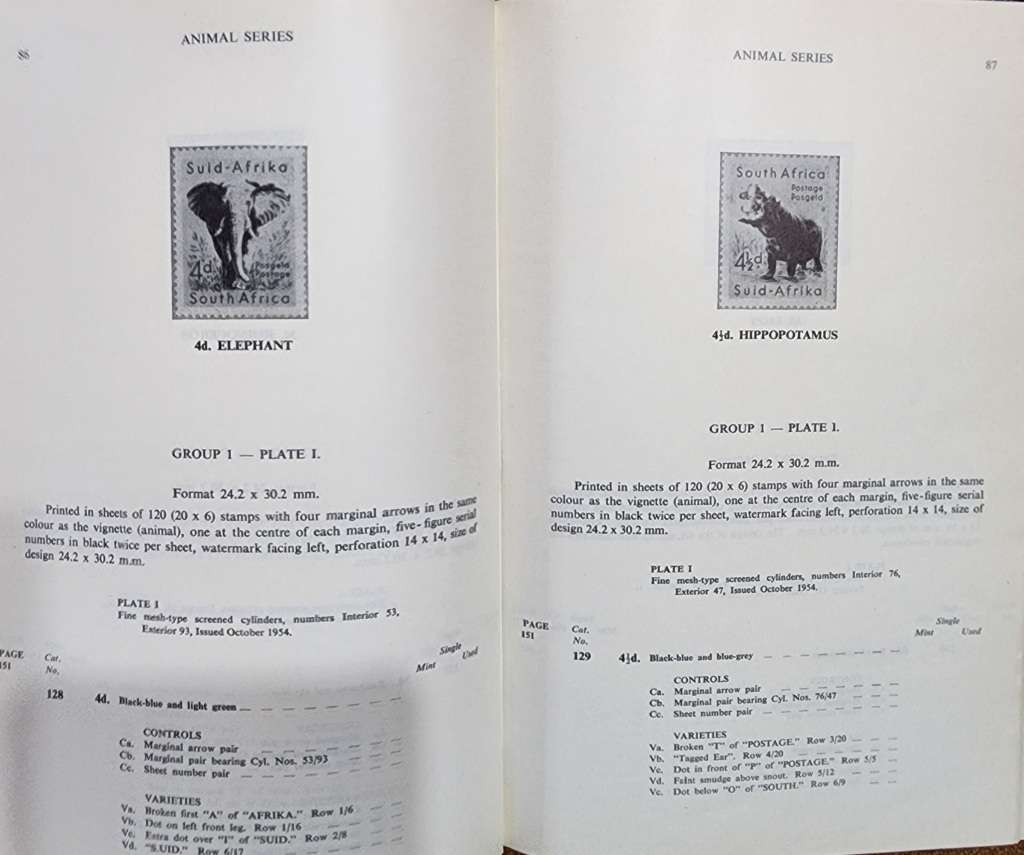 86
ANIMAL SERIES
Suid-Afrika
4d.
Posgeld
Postage
South Africa
4d. ELEPHANT
GROUP 1 — PLATE I.
Format 24.2 x 30.2 mm.
Printed in sheets of 120 (20 x 6) stamps with four marginal arrows in the same
colour as the vignette (animal), one at the centre of each margin, five-figure serial
numbers in black twice per sheet, watermark facing left, perforation 14 x 14, size of
design 24.2 x 30.2 m.m.
PLATE I
Fine mesh-type screened cylinders, numbers Interior 53,
Exterior 93, Issued October 1954.
PAGE
151
Cat.
No.
Single
Mint Used
128 4d. Black-blue and light green
CONTROLS
Ca. Marginal arrow pair
Cb. Marginal pair bearing Cyl. Nos. 53/93
Cc. Sheet number pair
VARIETIES
Va. Broken first "A" of "AFRIKA." Row 1/6
Vb. Dot on left front leg. Row 1/16
Vc. Extra dot over "I" of "SUID." Row 2/8
Vd. "S.UID." Row 6/17
ANIMAL SERIES
87
South Africa
Postage
Posgeld
4½d.
Suid-Afrika
4½d. HIPPOPOTAMUS
GROUP 1 — PLATE I.
Format 24.2 x 30.2 m.m.
Printed in sheets of 120 (20 x 6) stamps with four marginal arrows in the same
colour as the vignette (animal), one at the centre of each margin, five-figure serial
numbers in black twice per sheet, watermark facing left, perforation 14 x 14, size of
design 24.2 x 30.2 mm.
PLATE I
Fine mesh-type screened cylinders, numbers Interior 76,
Exterior 47, Issued October 1954.
PAGE
151
Cat.
No.
Single
Mint Used
129 4½d. Black-blue and blue-grey
CONTROLS
Ca. Marginal arrow pair
Cb. Marginal pair bearing Cyl. Nos. 76/47
Cc. Sheet number pair
VARIETIES
Va. Broken "T" of "POSTAGE." Row 3/20
Vb. "Tagged Ear". Row 4/20
Vc. Dot in front of "P" of "POSTAGE." Row 5/5
Vd. Faint smudge above snout. Row 5/12
Ve. Dot below "O" of "SOUTH." Row 6/9